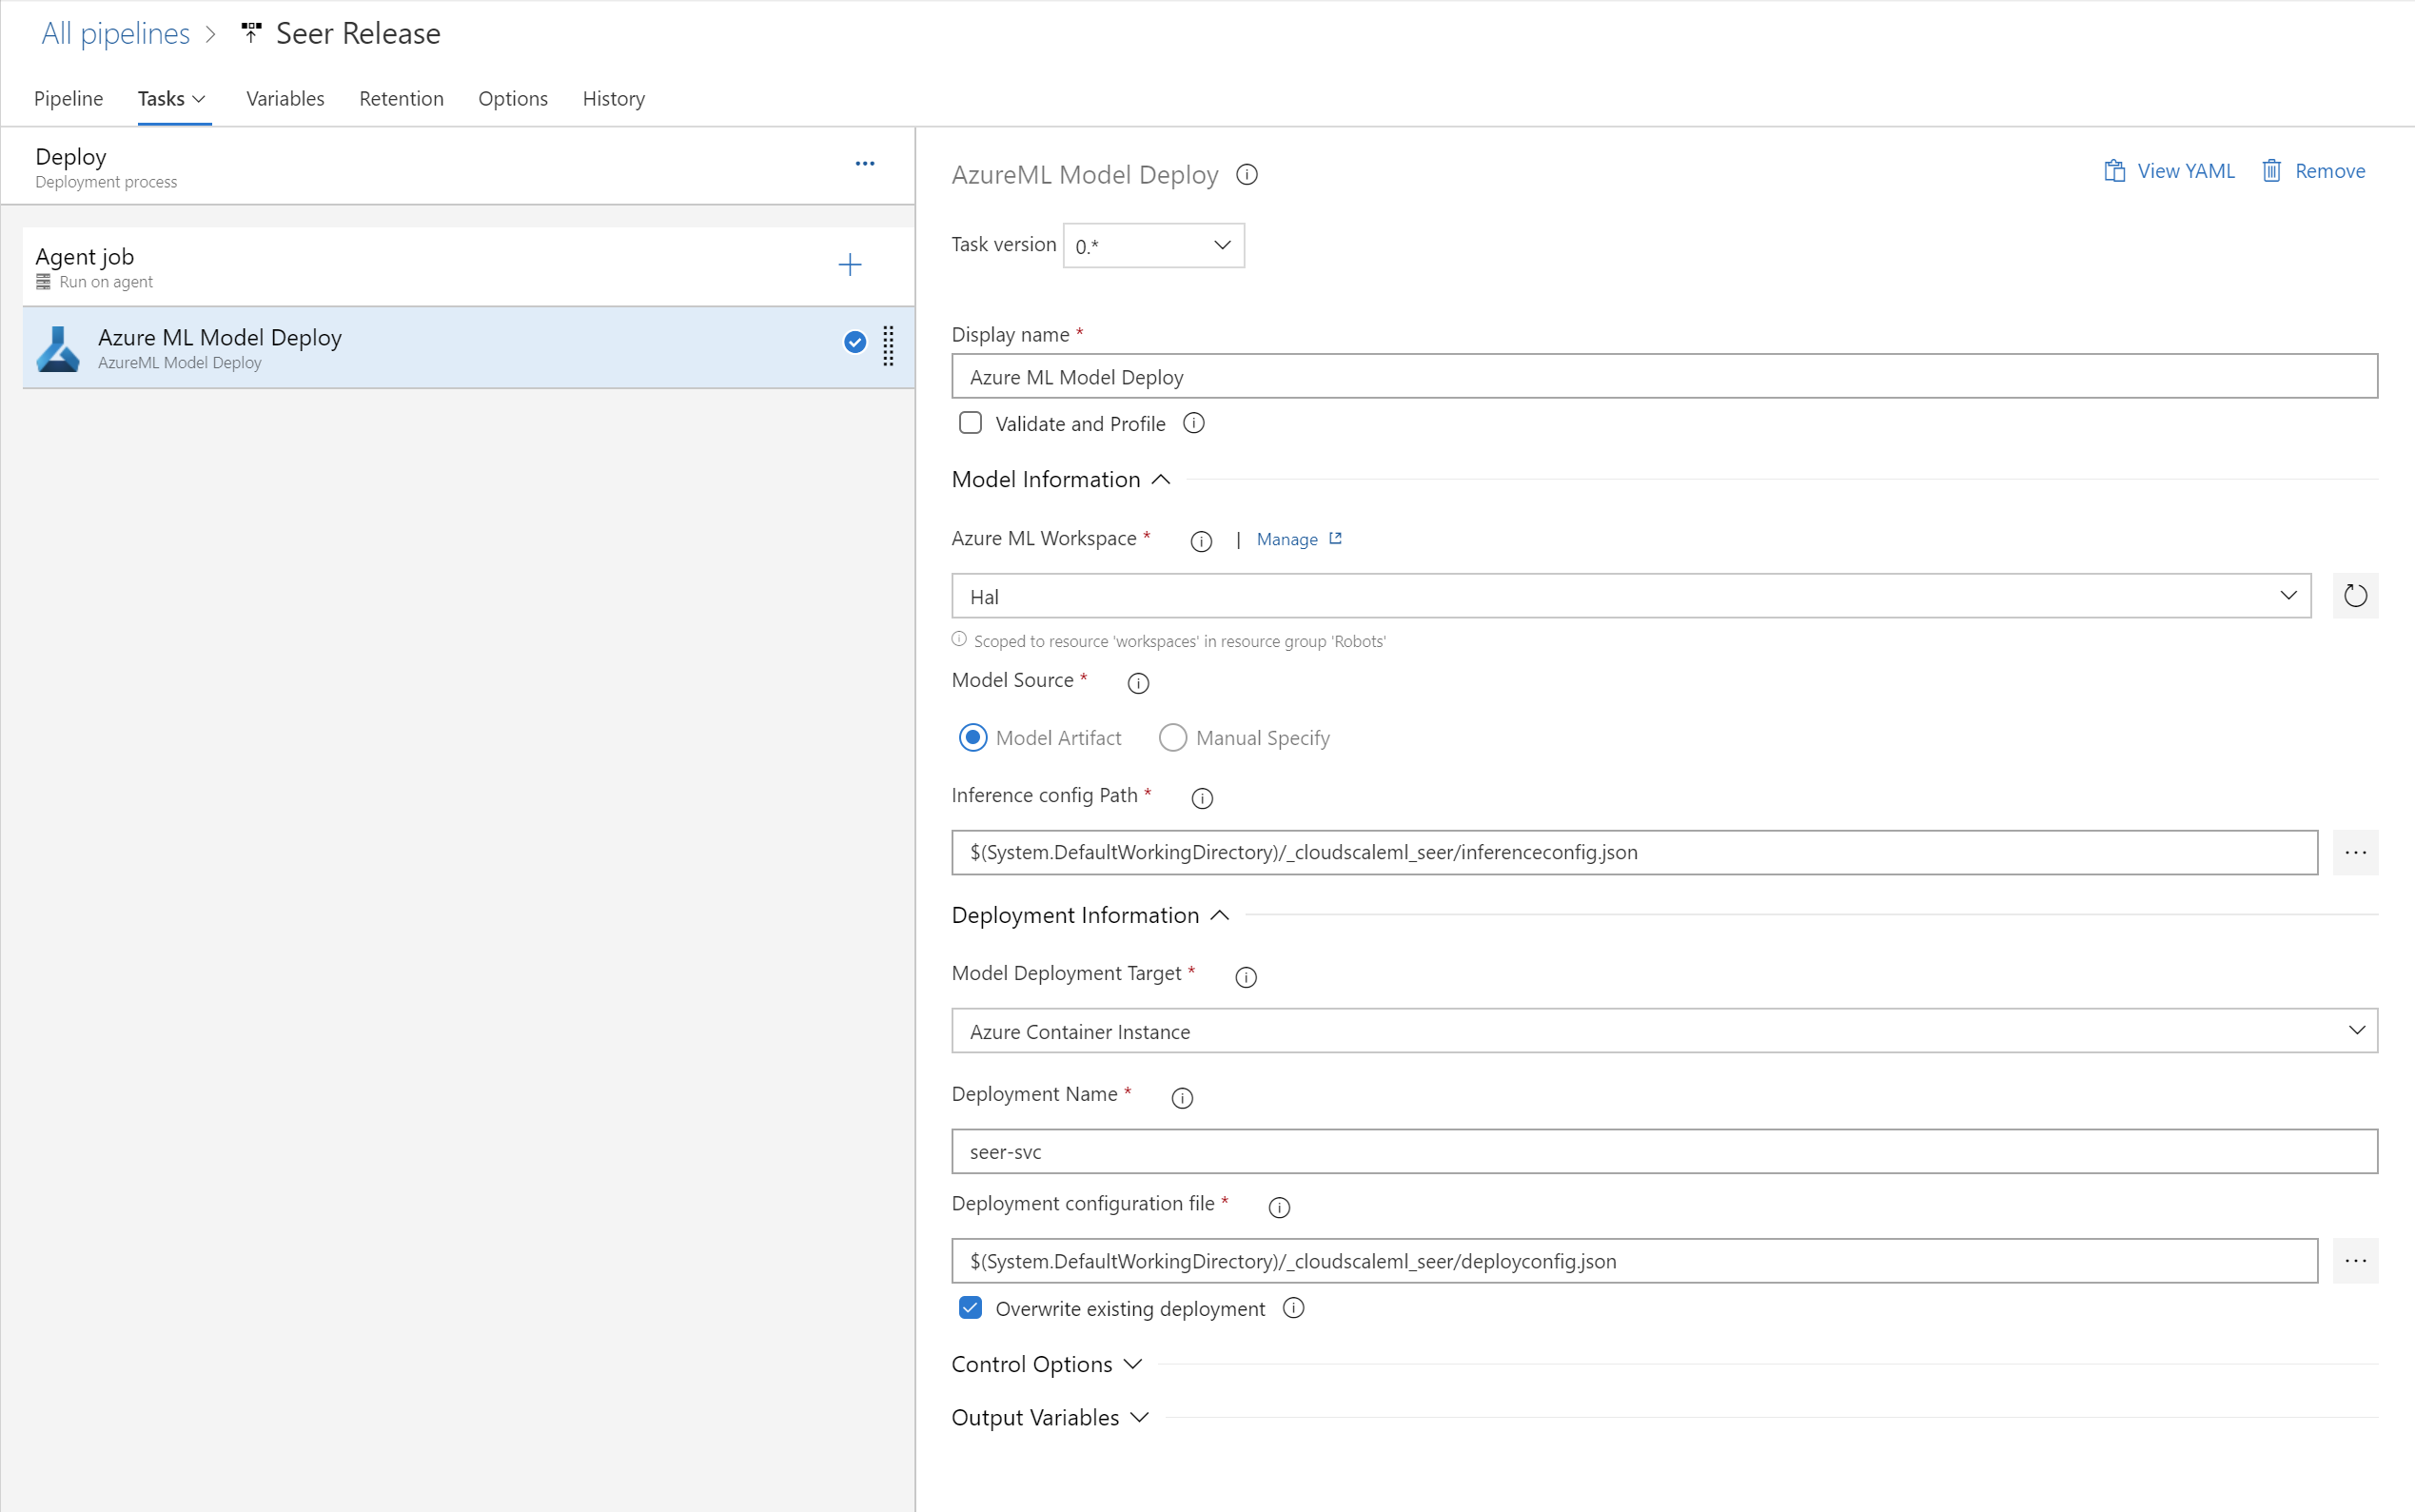 All pipelines > Seer Release
Pipeline Tasks Variables Retention Options History
Deploy
Deployment process
Agent job
Run on agent
Azure ML Model Deploy
AzureML Model Deploy
AzureML Model Deploy
View YAML Remove
Task version 0.*
Display name *
Azure ML Model Deploy
Validate and Profile
Model Information
Azure ML Workspace * | Manage
Hal
Scoped to resource 'workspaces' in resource group 'Robots'
Model Source *
Model Artifact Manual Specify
Inference config Path *
$(System.DefaultWorkingDirectory)/_cloudscaleml_seer/inferenceconfig.json
Deployment Information
Model Deployment Target *
Azure Container Instance
Deployment Name *
seer-svc
Deployment configuration file *
$(System.DefaultWorkingDirectory)/_cloudscaleml_seer/deployconfig.json
Overwrite existing deployment
Control Options
Output Variables